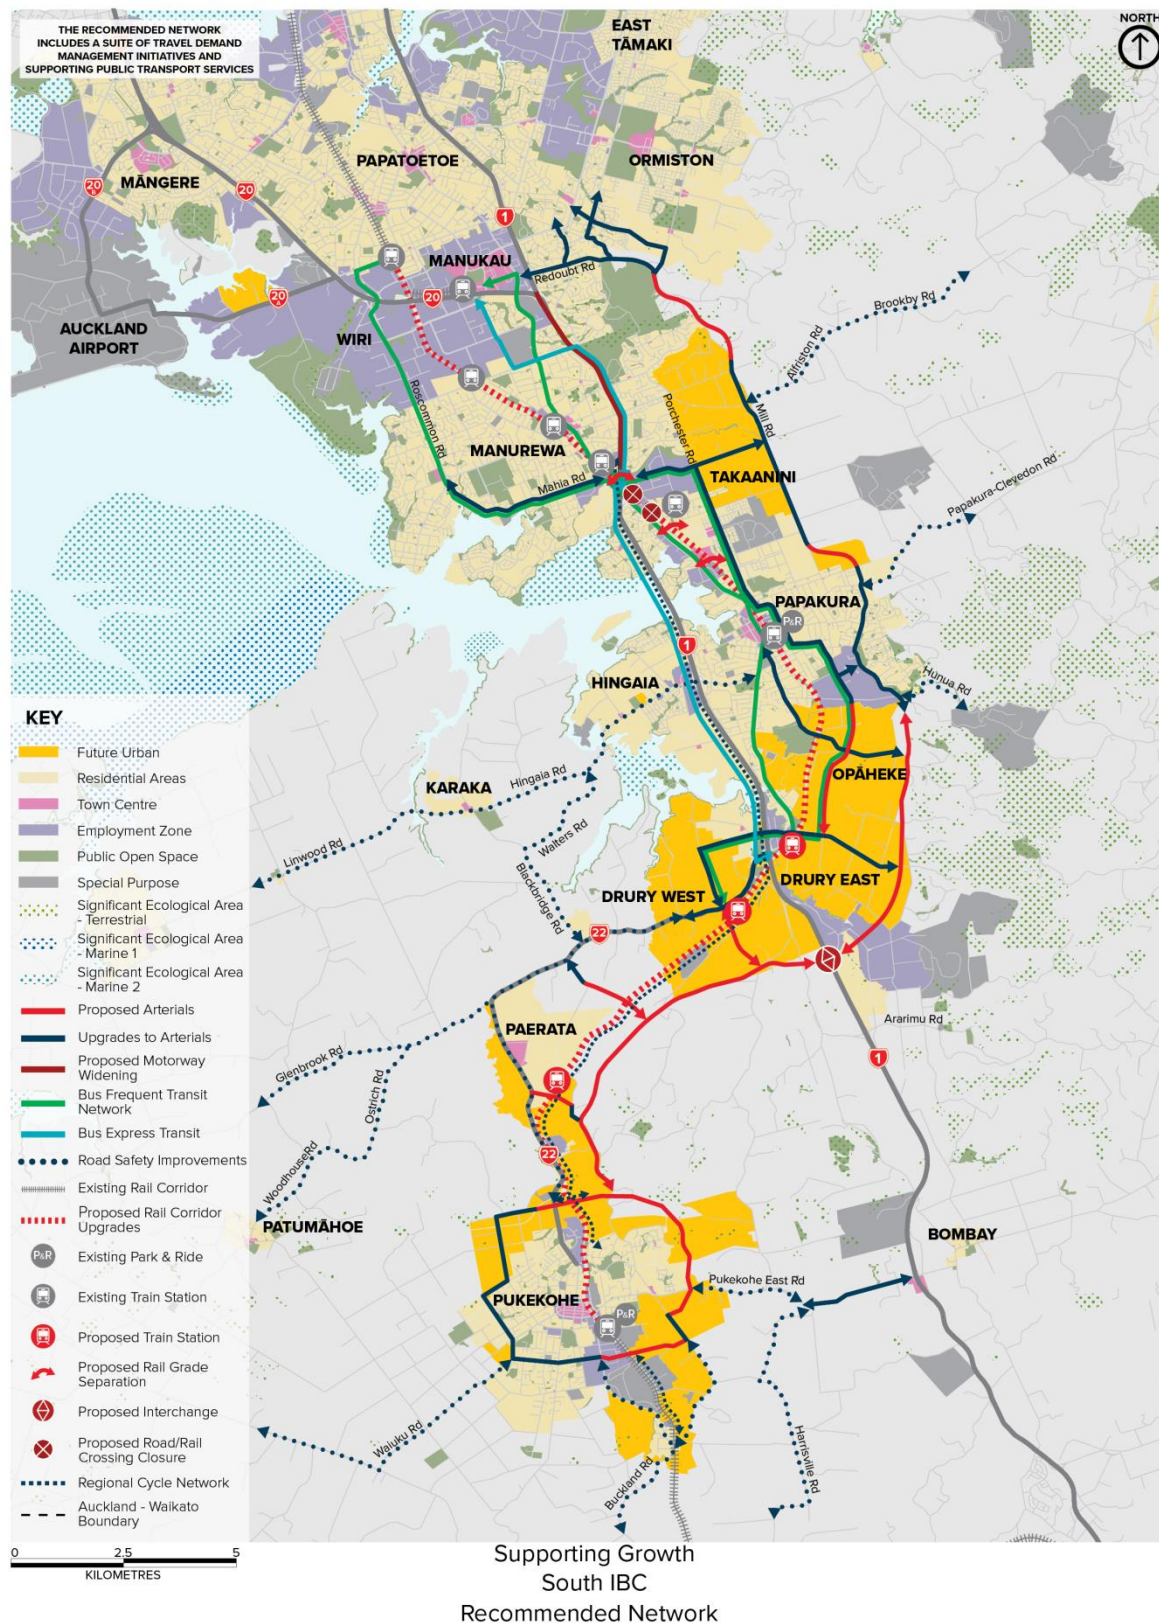 THE RECOMMENDED NETWORK
INCLUDES A SUITE OF TRAVEL DEMAND
MANAGEMENT INITIATIVES AND
SUPPORTING PUBLIC TRANSPORT SERVICES
EAST
TĀMAKI
NORTH
PAPATOETOE
ORMISTON
MĀNGERE
20
B
20
1
MANUKAU
Redoubt Rd
20
A
20
Brookby Rd
AUCKLAND
AIRPORT
WIRI
Alfriston Rd
Roscommon Rd
Porchester Rd
Mill Rd
MANUREWA
TAKAANINI
Mahia Rd
Papakura-Clevedon Rd
PAPAKURA
P&R
1
HINGAIA
Hunua Rd
KEY
Future Urban
Residential Areas
Town Centre
Employment Zone
Public Open Space
Special Purpose
Significant Ecological Area
- Terrestrial
Significant Ecological Area
- Marine 1
Significant Ecological Area
- Marine 2
Proposed Arterials
Upgrades to Arterials
Proposed Motorway
Widening
Bus Frequent Transit
Network
Bus Express Transit
Road Safety Improvements
Existing Rail Corridor
Proposed Rail Corridor
Upgrades
P&R
Existing Park & Ride
Existing Train Station
Proposed Train Station
Proposed Rail Grade
Separation
Proposed Interchange
Proposed Road/Rail
Crossing Closure
Regional Cycle Network
Auckland - Waikato
Boundary
OPĀHEKE
KARAKA
Hingaia Rd
Linwood Rd
Walters Rd
Blackbridge Rd
DRURY WEST
DRURY EAST
22
PAERATA
Ararimu Rd
Glenbrook Rd
Ostrich Rd
1
22
Woodhouse Rd
PATUMĀHOE
BOMBAY
Pukekohe East Rd
PUKEKOHE
P&R
Waiuku Rd
Harrisville Rd
Buckland Rd
0
2.5
5
KILOMETRES
Supporting Growth
South IBC
Recommended Network